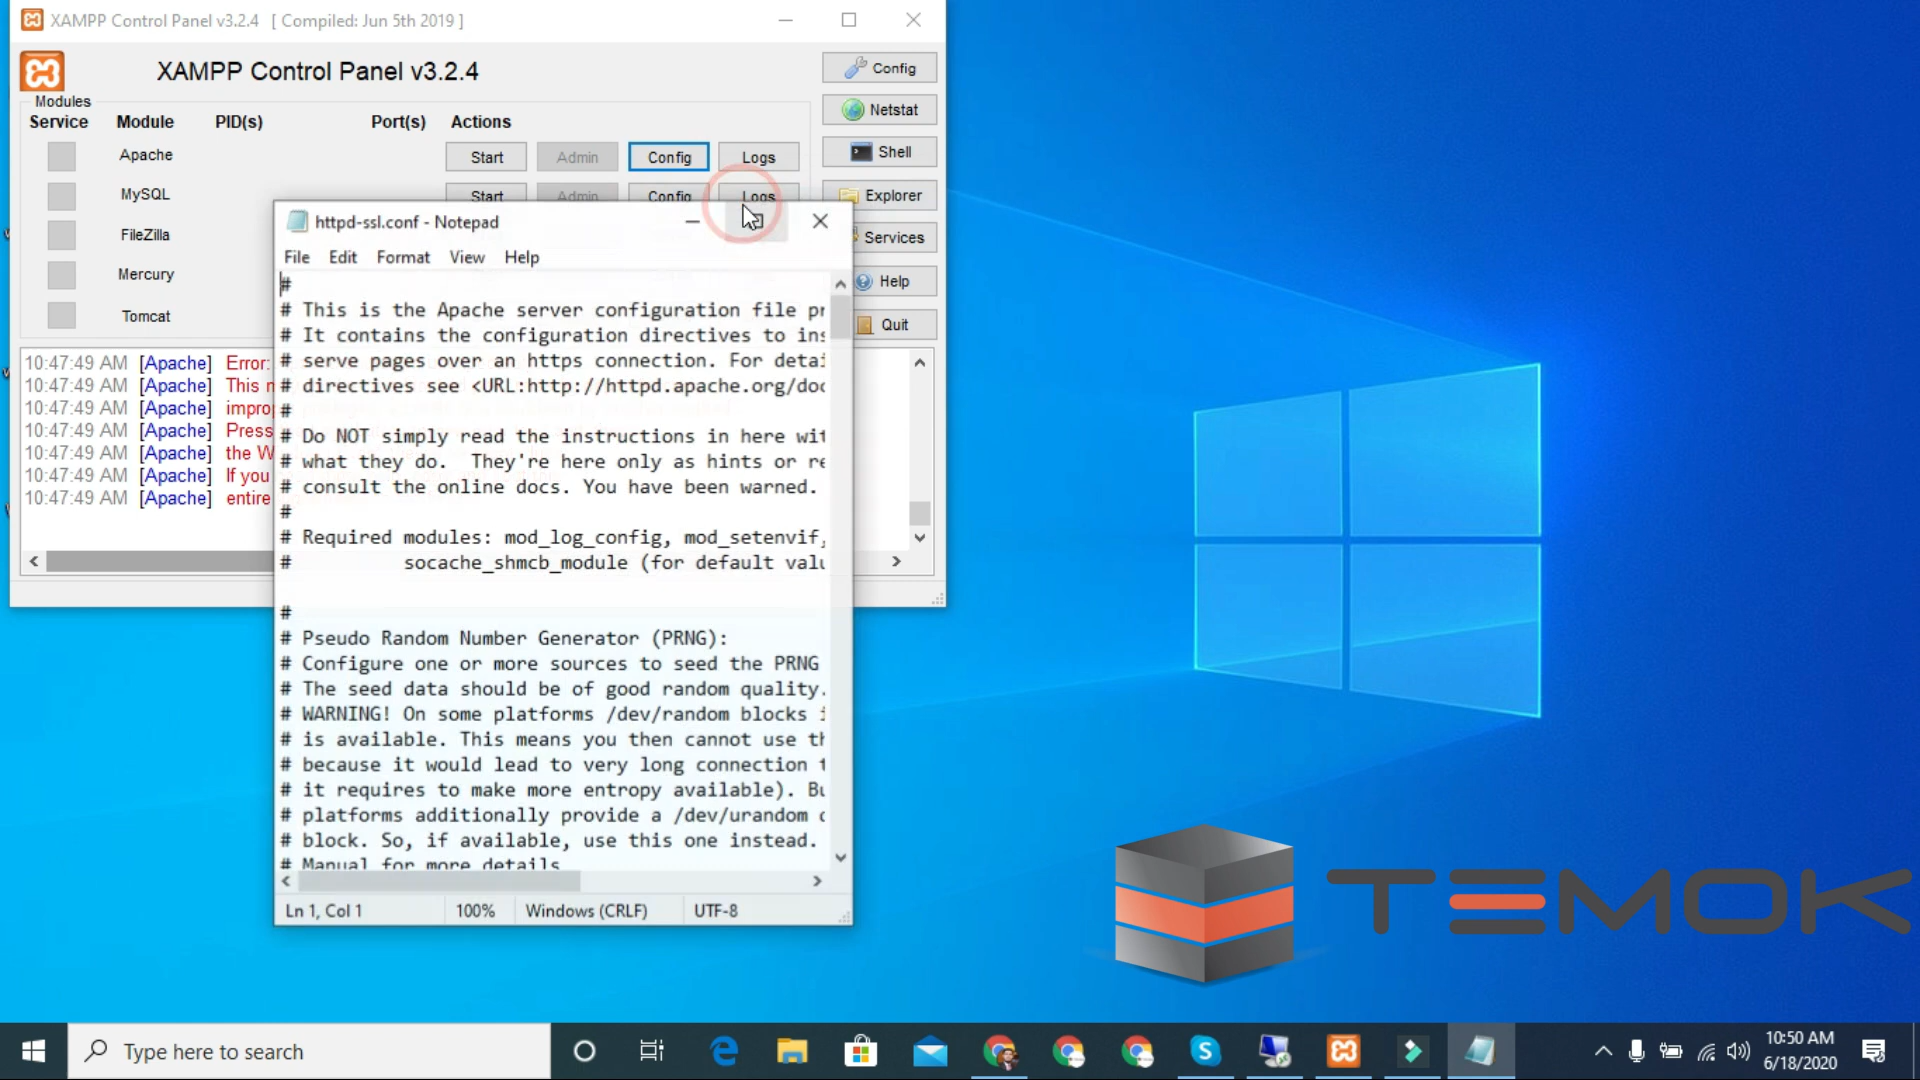 XAMPP Control Panel v3.2.4 [ Compiled: Jun 5th 2019 ]
XAMPP Control Panel v3.2.4
Modules
Service Module PID(s) Port(s) Actions
Apache Start Admin Config Logs
MySQL Start Admin Config Logs
FileZilla
Mercury
Tomcat
Config
Netstat
Shell
Explorer
Services
Help
Quit
10:47:49 AM [Apache] Error:
10:47:49 AM [Apache] This
10:47:49 AM [Apache]
10:47:49 AM [Apache] Press
10:47:49 AM [Apache] the W
10:47:49 AM [Apache] If you
10:47:49 AM [Apache] entire
httpd-ssl.conf - Notepad
File Edit Format View Help
#
# This is the Apache server configuration file
# It contains the configuration directives to
# serve pages over an https connection. For
# directives see <URL:http://httpd.apache.org/doc
#
# Do NOT simply read the instructions in here
# what they do. They're here only as hints or
# consult the online docs. You have been warned.
#
# Required modules: mod_log_config, mod_setenvif,
# socache_shmcb_module (for default
#
# Pseudo Random Number Generator (PRNG):
# Configure one or more sources to seed the PRNG
# The seed data should be of good random quality.
# WARNING! On some platforms /dev/random blocks
# is available. This means you then cannot use
# because it would lead to very long connection
# it requires to make more entropy available).
# platforms additionally provide a /dev/urandom
# block. So, if available, use this one instead.
# Manual for more details
Ln 1, Col 1 100% Windows (CRLF) UTF-8
TEMOK
Type here to search
10:50 AM
6/18/2020